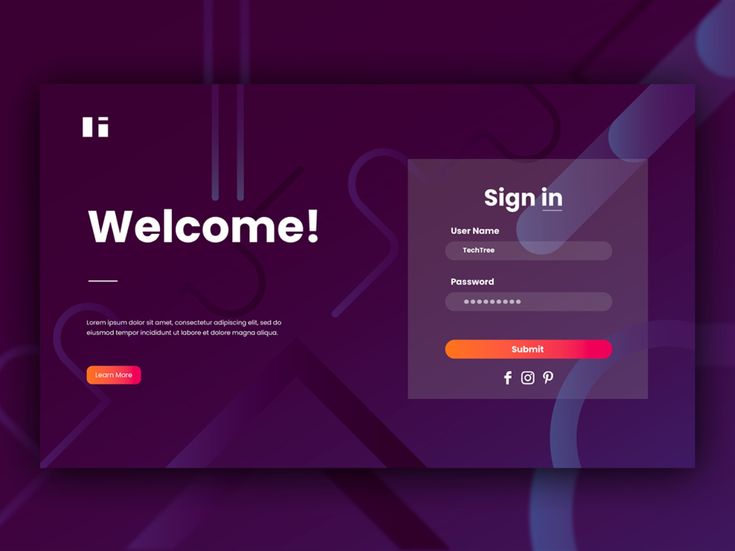 Welcome!
Lorem ipsum dolor sit amet, consectetur adipiscing elit, sed do
eiusmod tempor incididunt ut labore et dolore magna aliqua.
Learn More
Sign in
User Name
TechTree
Password
Submit